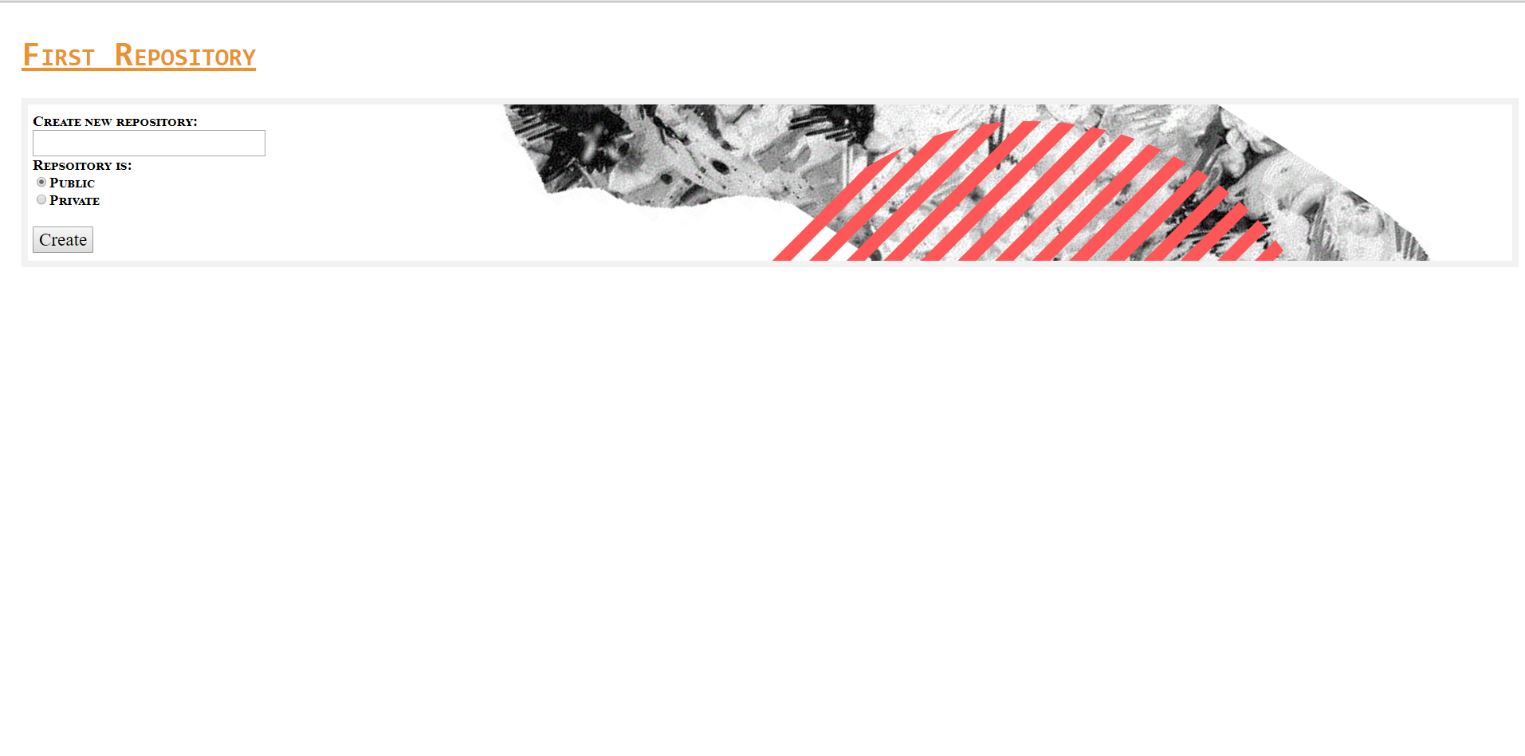 First Repository
Create new repository:
Repsoitory is:
Public
Private
Create